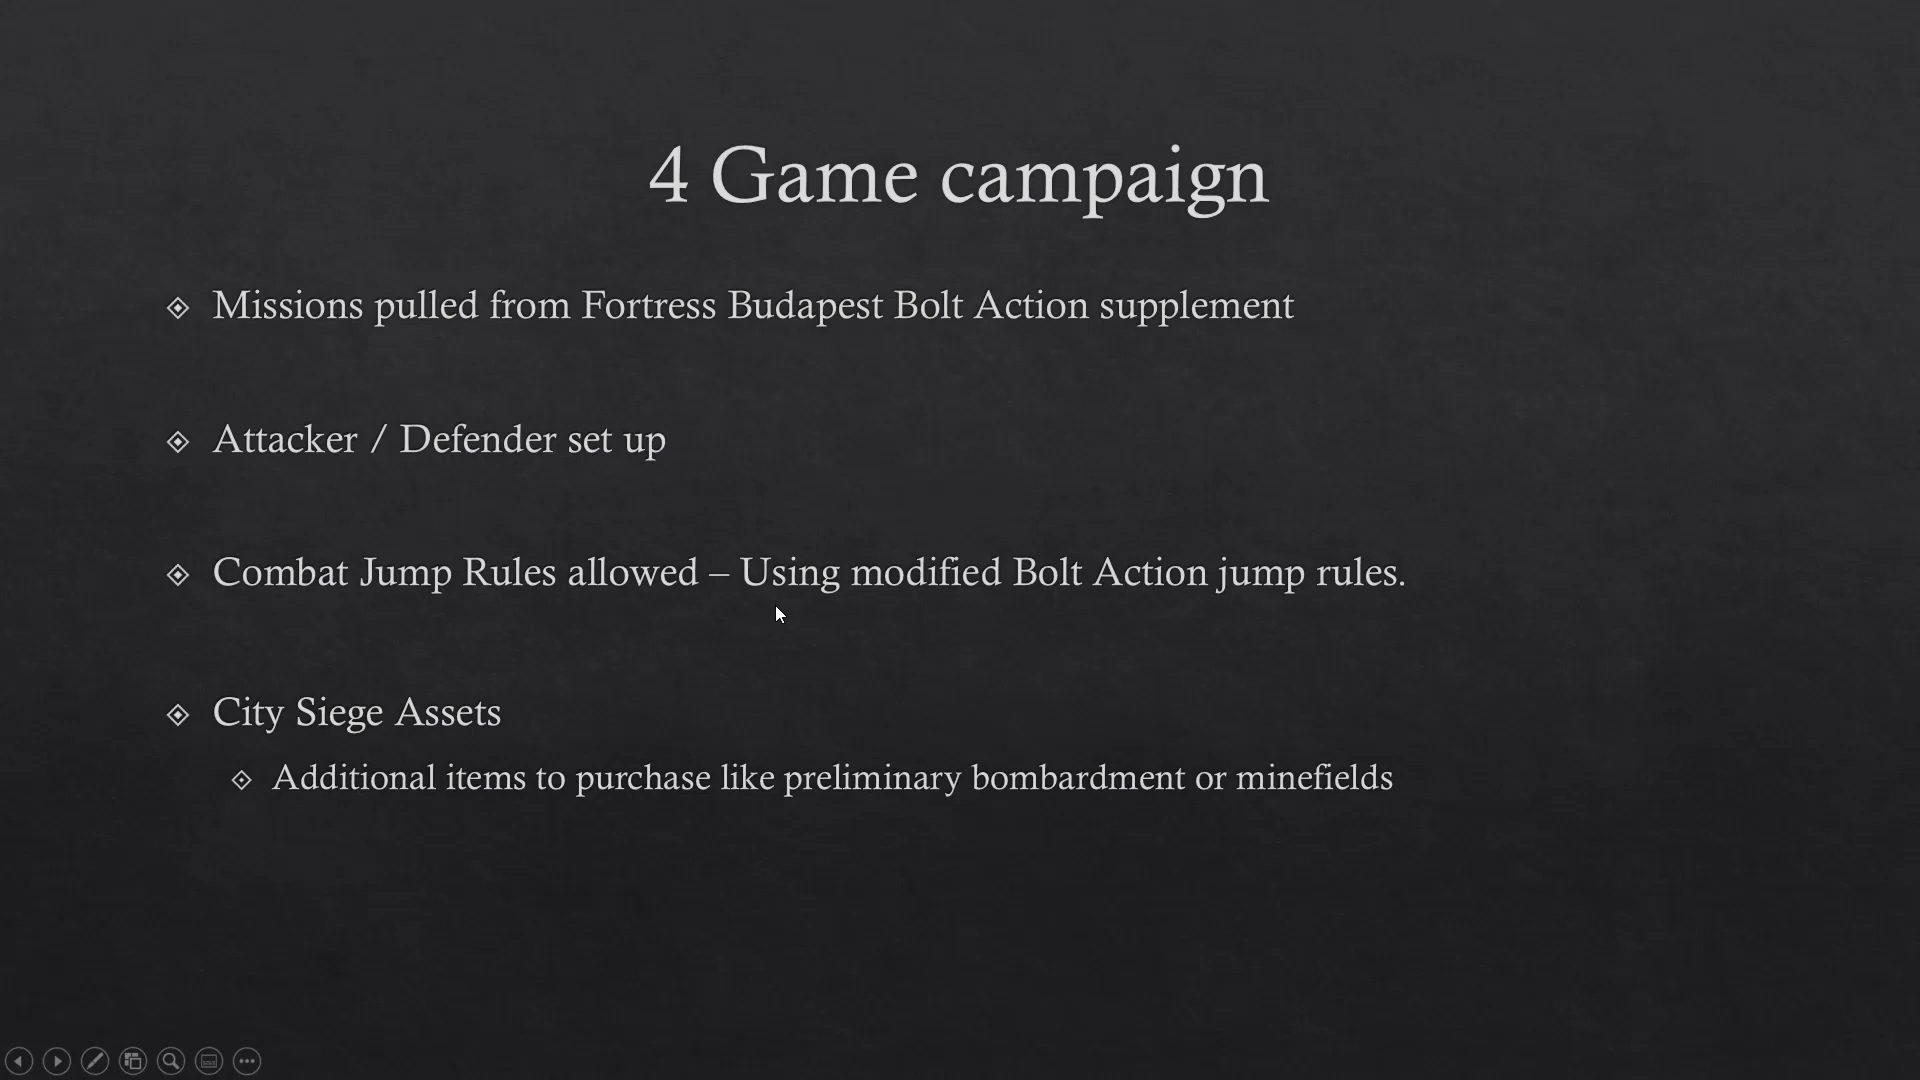 4 Game campaign
Missions pulled from Fortress Budapest Bolt Action supplement
Attacker / Defender set up
Combat Jump Rules allowed – Using modified Bolt Action jump rules.
City Siege Assets
Additional items to purchase like preliminary bombardment or minefields